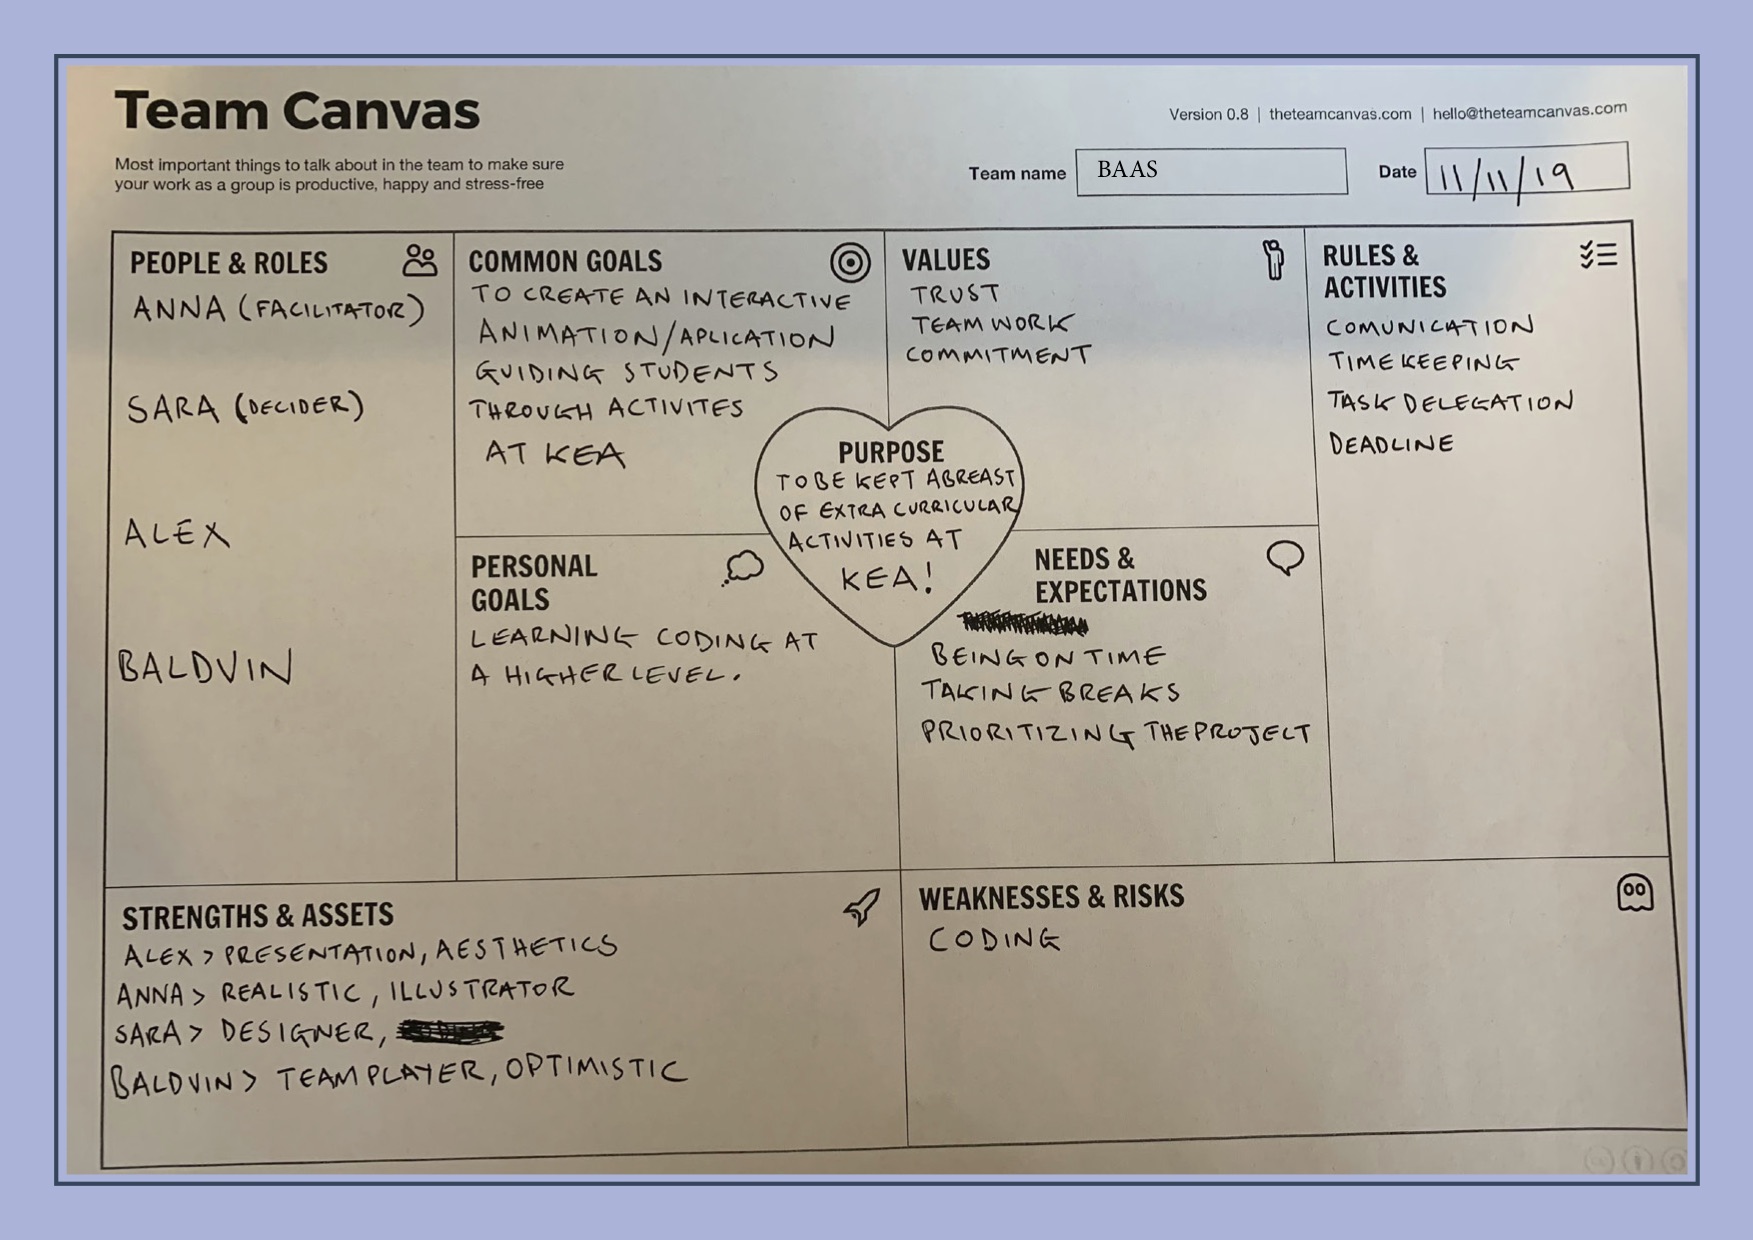 Team Canvas
Most important things to talk about in the team to make sure
your work as a group is productive, happy and stress-free
Version 0.8 | theteamcanvas.com | hello@theteamcanvas.com
Team name BAAS
Date 11/11/19
PEOPLE & ROLES
ANNA (FACILITATOR)
SARA (DECIDER)
ALEX
BALDVIN
COMMON GOALS
TO CREATE AN INTERACTIVE
ANIMATION/APLICATION
GUIDING STUDENTS
THROUGH ACTIVITES
AT KEA
VALUES
TRUST
TEAMWORK
COMMITMENT
RULES &
ACTIVITIES
COMUNICATION
TIMEKEEPING
TASK DELEGATION
DEADLINE
PURPOSE
TO BE KEPT ABREAST
OF EXTRA CURRICULAR
ACTIVITIES AT
KEA!
PERSONAL
GOALS
LEARNING CODING AT
A HIGHER LEVEL.
NEEDS &
EXPECTATIONS
BEING ON TIME
TAKING BREAKS
PRIORITIZING THE PROJECT
STRENGTHS & ASSETS
ALEX > PRESENTATION, AESTHETICS
ANNA > REALISTIC, ILLUSTRATOR
SARA > DESIGNER,
BALDVIN > TEAMPLAYER, OPTIMISTIC
WEAKNESSES & RISKS
CODING